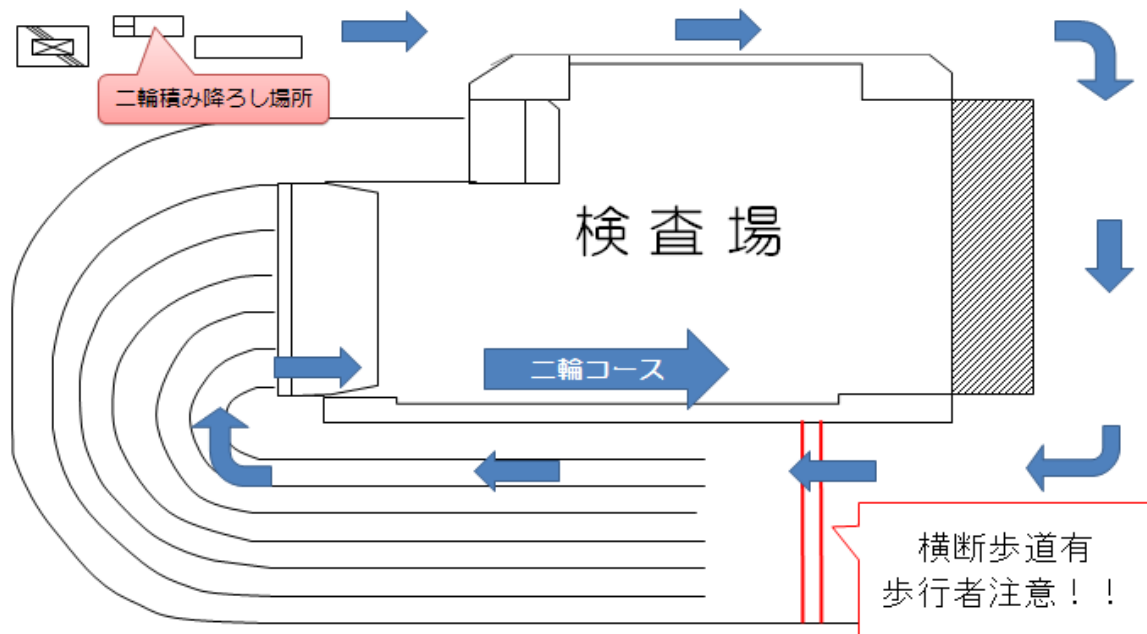 二輪積み降ろし場所
検査場
二輪コース
横断歩道有
歩行者注意！！